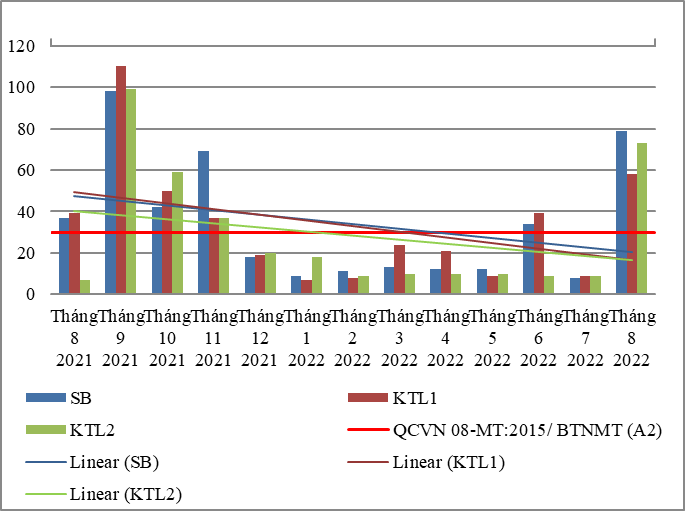 120
100
80
60
40
20
0
Tháng Tháng Tháng Tháng Tháng Tháng Tháng Tháng Tháng Tháng Tháng Tháng Tháng
8 9 10 11 12 1 2 3 4 5 6 7 8
2021 2021 2021 2021 2021 2022 2022 2022 2022 2022 2022 2022 2022
SB KTL1
KTL2 QCVN 08-MT:2015/ BTNMT (A2)
Linear (SB) Linear (KTL1)
Linear (KTL2)